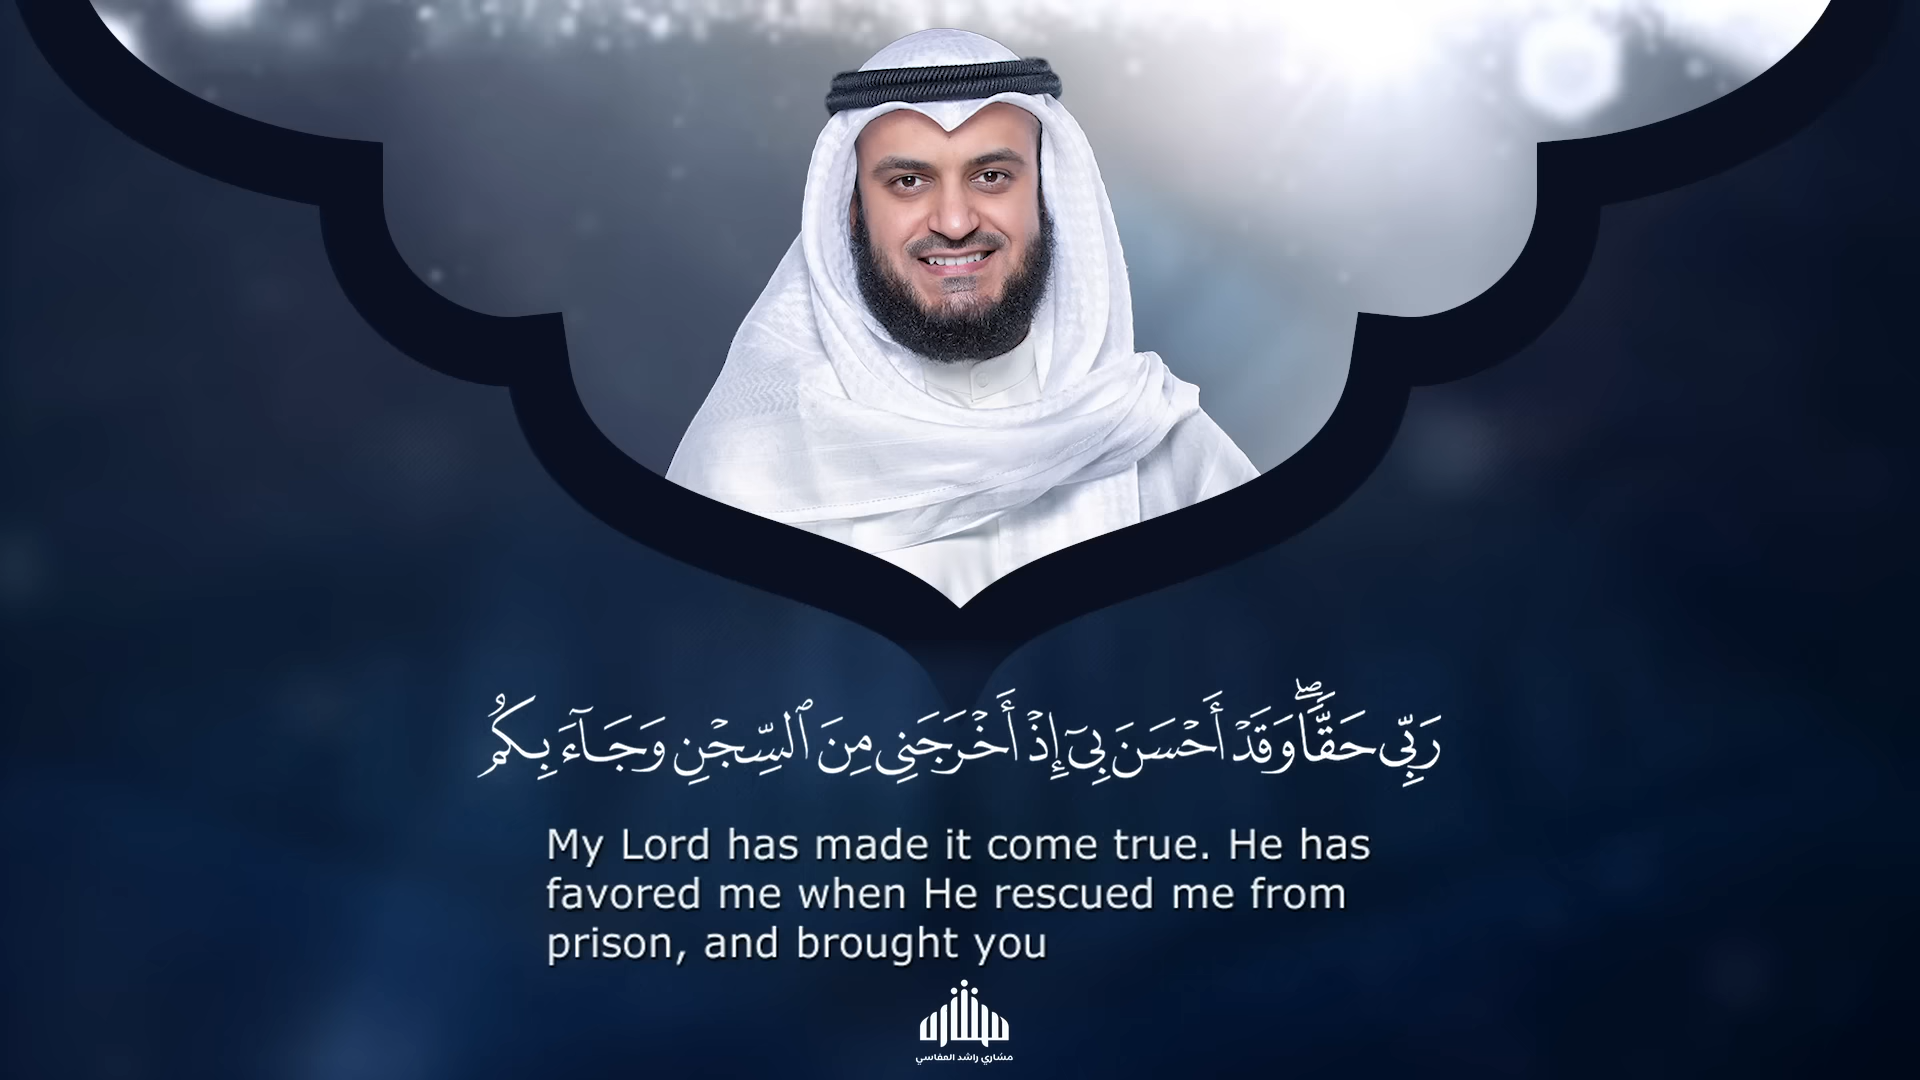 رَبِّي حَقًّاۖ وَقَدْ أَحْسَنَ بِيٓ إِذْ أَخْرَجَنِي مِنَ ٱلسِّجْنِ وَجَآءَ بِكُم
My Lord has made it come true. He has
favored me when He rescued me from
prison, and brought you
مشاري راشد العفاسي